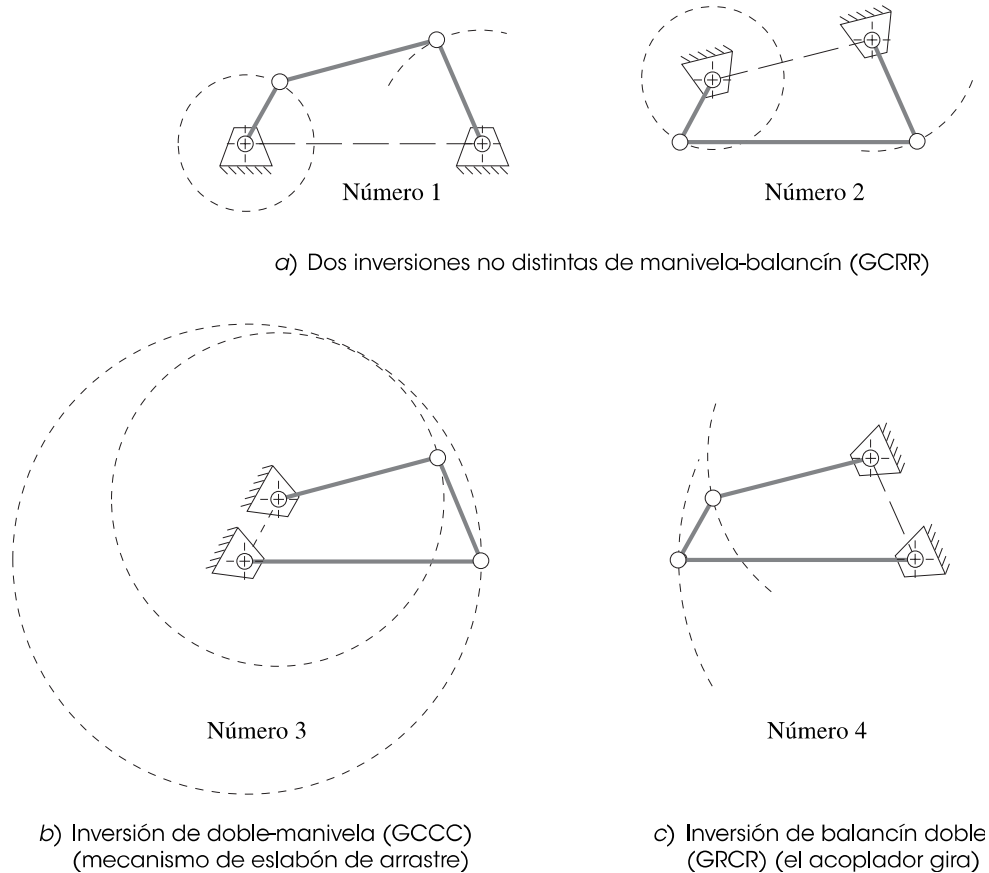 Número 1
Número 2
a) Dos inversiones no distintas de manivela-balancín (GCRR)
Número 3
Número 4
b) Inversión de doble-manivela (GCCC)
(mecanismo de eslabón de arrastre)
c) Inversión de balancín doble
(GRCR) (el acoplador gira)